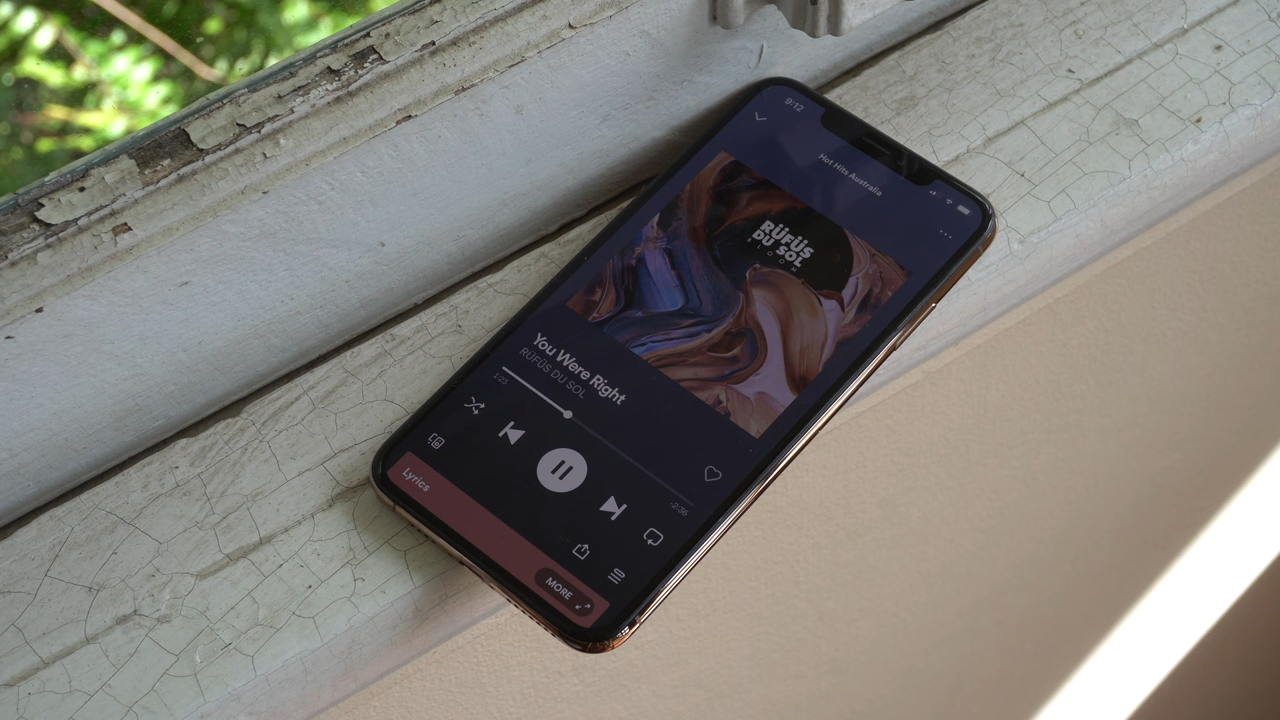 9:12
Hot Hits Australia
RÜFÜS
DU SOL
BLOOM
You Were Right
RÜFÜS DU SOL
1:23
-2:36
Lyrics
MORE